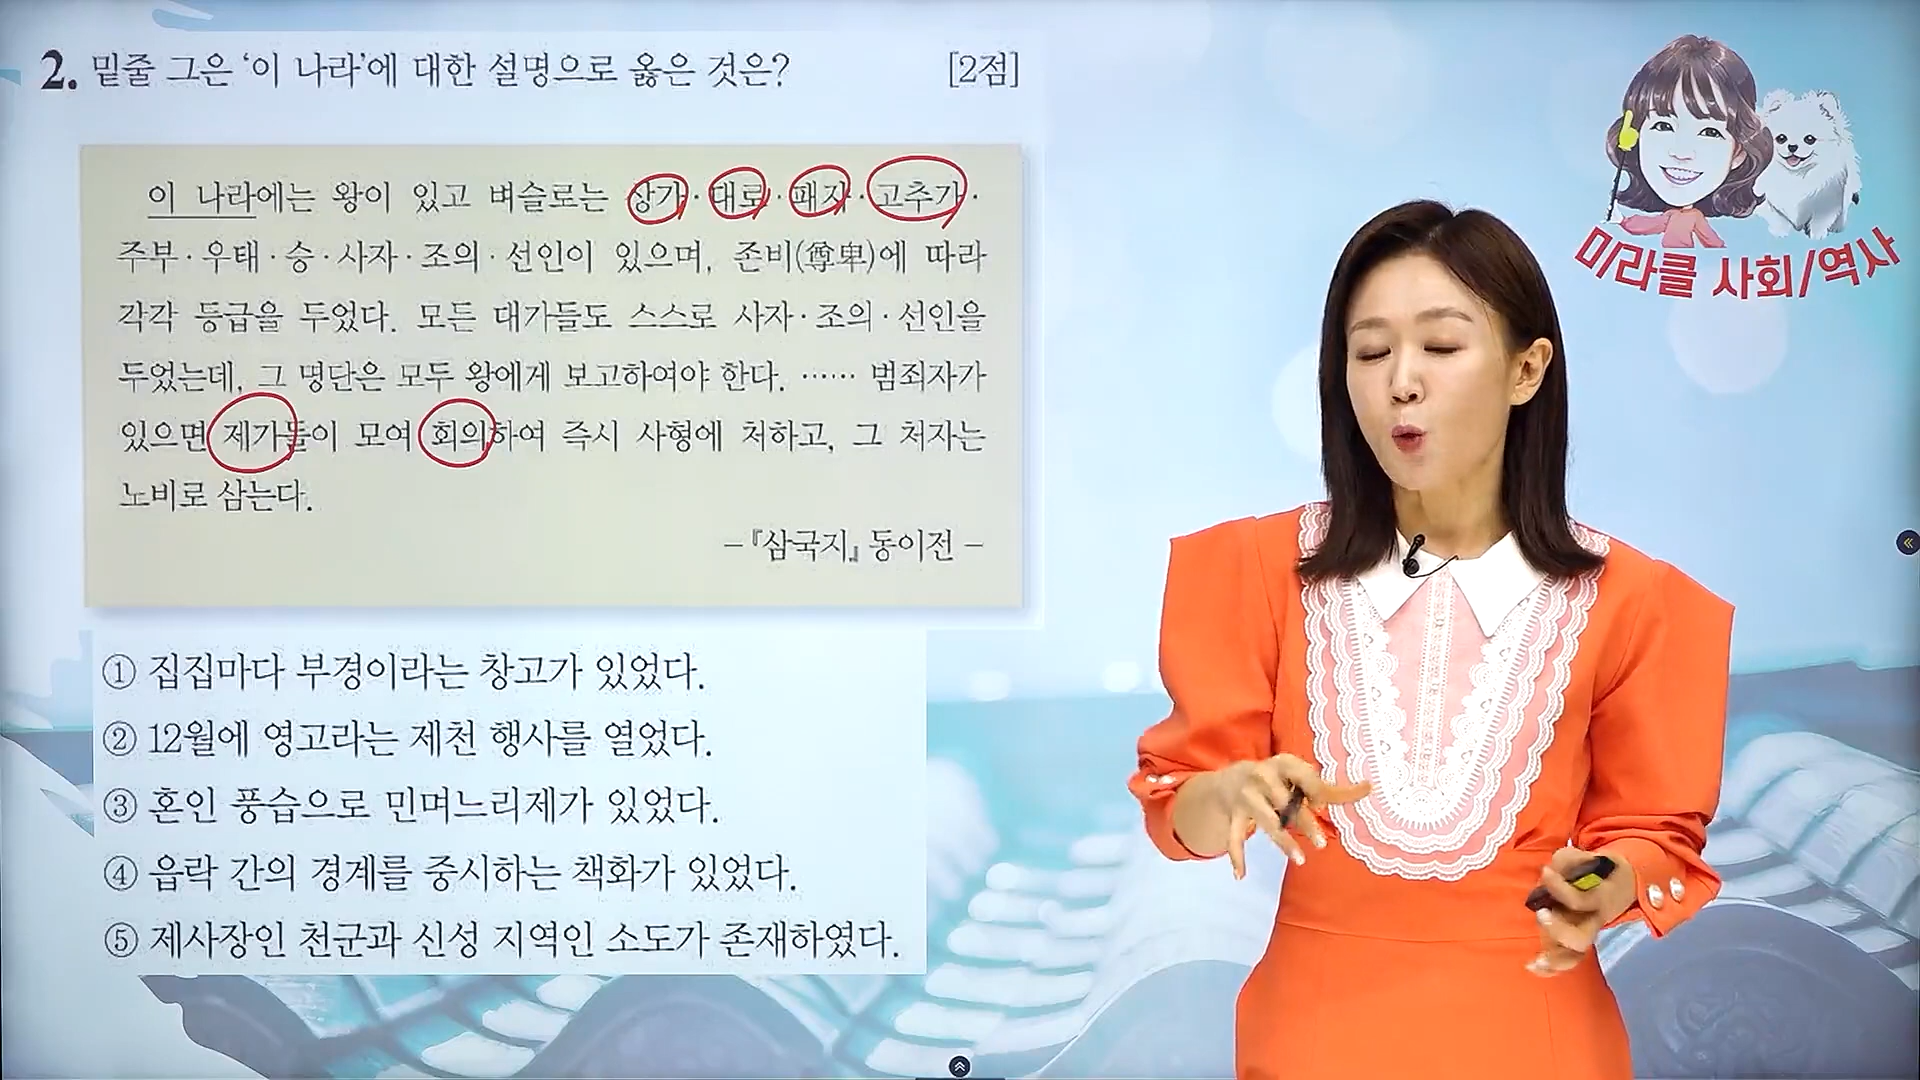 2. 밑줄 그은 ‘이 나라’에 대한 설명으로 옳은 것은? [2점]
이 나라에는 왕이 있고 벼슬로는 상가·대로·패자·고추가·
주부·우태·승·사자·조의·선인이 있으며, 존비(尊卑)에 따라
각각 등급을 두었다. 모든 대가들도 스스로 사자·조의·선인을
두었는데, 그 명단은 모두 왕에게 보고하여야 한다. …… 범죄자가
있으면 제가들이 모여 회의하여 즉시 사형에 처하고, 그 처자는
노비로 삼는다.
–『삼국지』 동이전 –
① 집집마다 부경이라는 창고가 있었다.
② 12월에 영고라는 제천 행사를 열었다.
③ 혼인 풍습으로 민며느리제가 있었다.
④ 읍락 간의 경계를 중시하는 책화가 있었다.
⑤ 제사장인 천군과 신성 지역인 소도가 존재하였다.
미라클 사회/역사